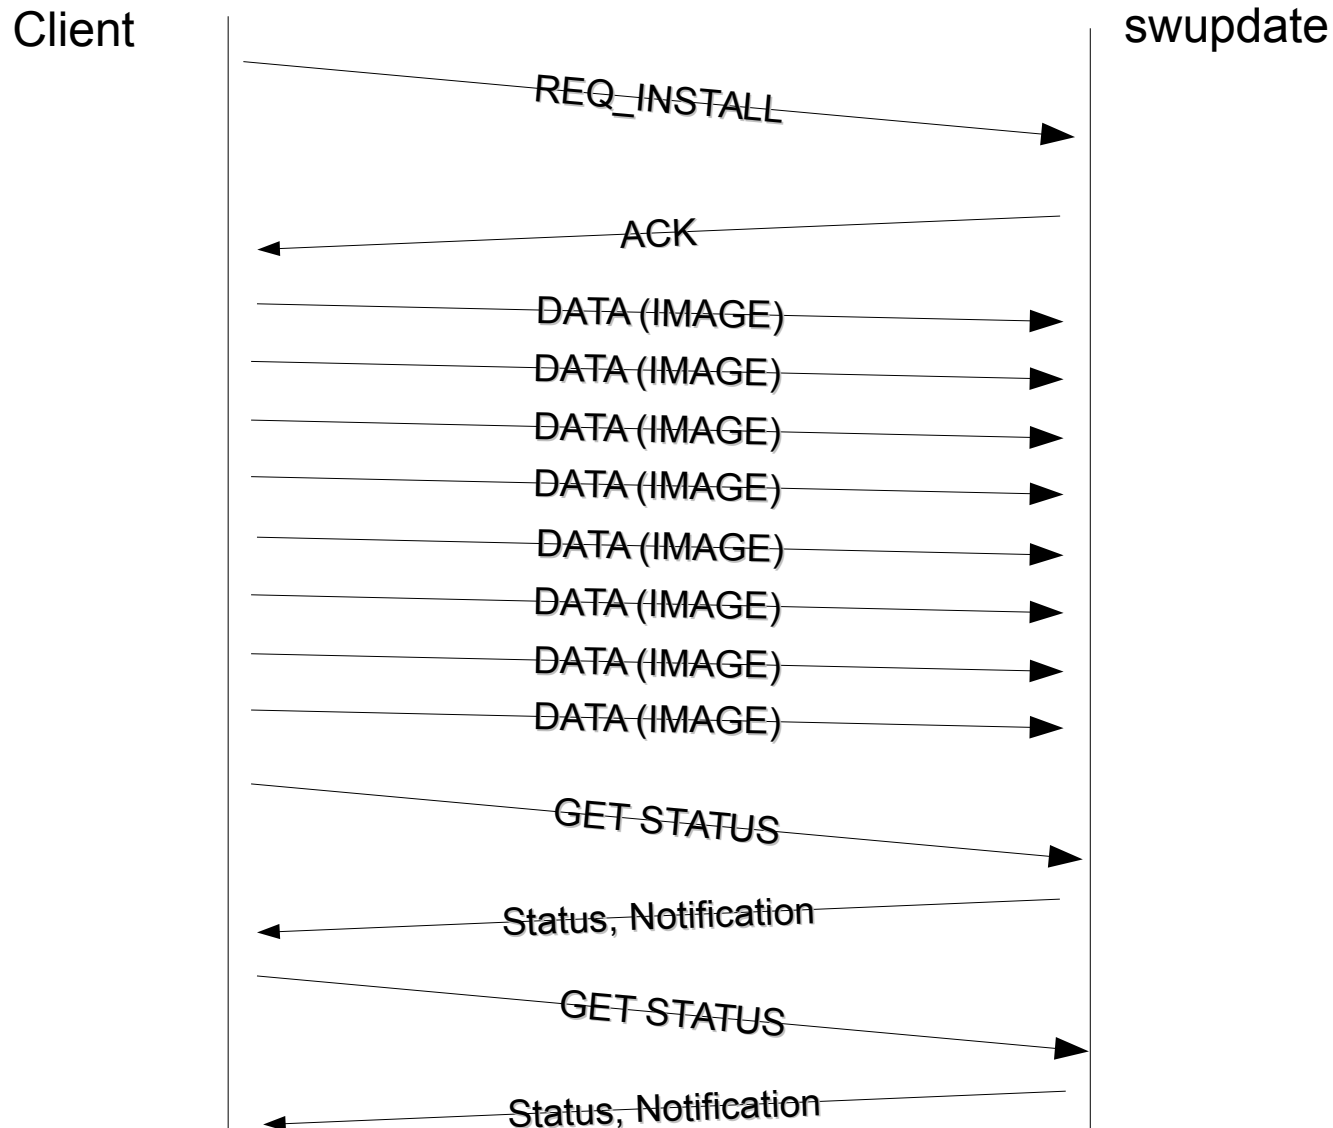 Client
swupdate
REQ_INSTALL
ACK
DATA (IMAGE)
DATA (IMAGE)
DATA (IMAGE)
DATA (IMAGE)
DATA (IMAGE)
DATA (IMAGE)
DATA (IMAGE)
DATA (IMAGE)
GET STATUS
Status, Notification
GET STATUS
Status, Notification